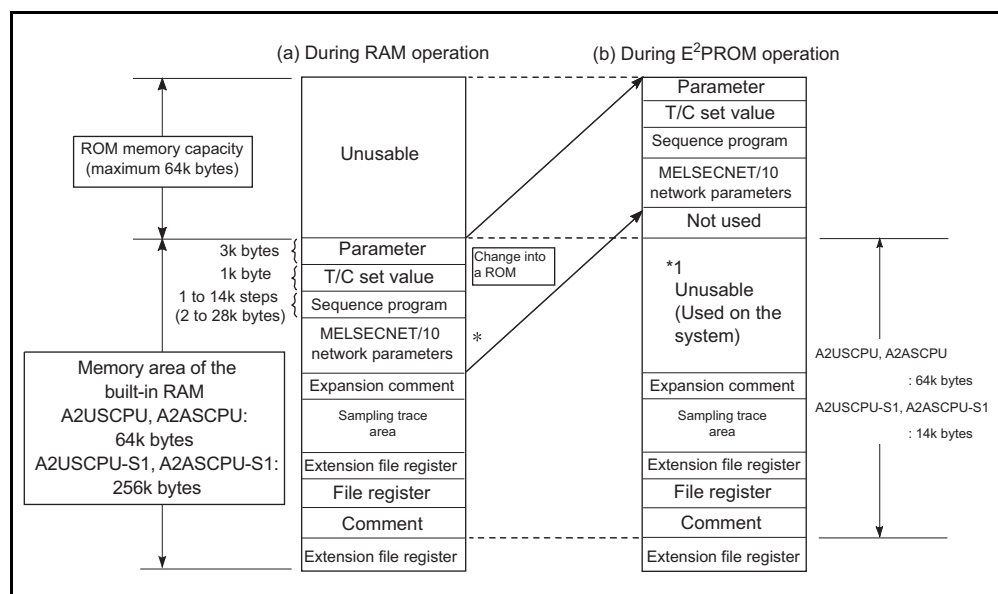 (a) During RAM operation
(b) During E²PROM operation
ROM memory capacity
(maximum 64k bytes)
Unusable
Parameter
T/C set value
Sequence program
MELSECNET/10
network parameters
Not used
3k bytes
1k byte
1 to 14k steps
(2 to 28k bytes)
Parameter
T/C set value
Sequence program
MELSECNET/10
network parameters
*
Change into
a ROM
*1
Unusable
(Used on the
system)
Memory area of the
built-in RAM
A2USCPU, A2ASCPU:
64k bytes
A2USCPU-S1, A2ASCPU-S1:
256k bytes
Expansion comment
Sampling trace
area
Extension file register
File register
Comment
Extension file register
Expansion comment
Sampling trace
area
Extension file register
File register
Comment
Extension file register
A2USCPU, A2ASCPU
: 64k bytes
A2USCPU-S1, A2ASCPU-S1
: 14k bytes